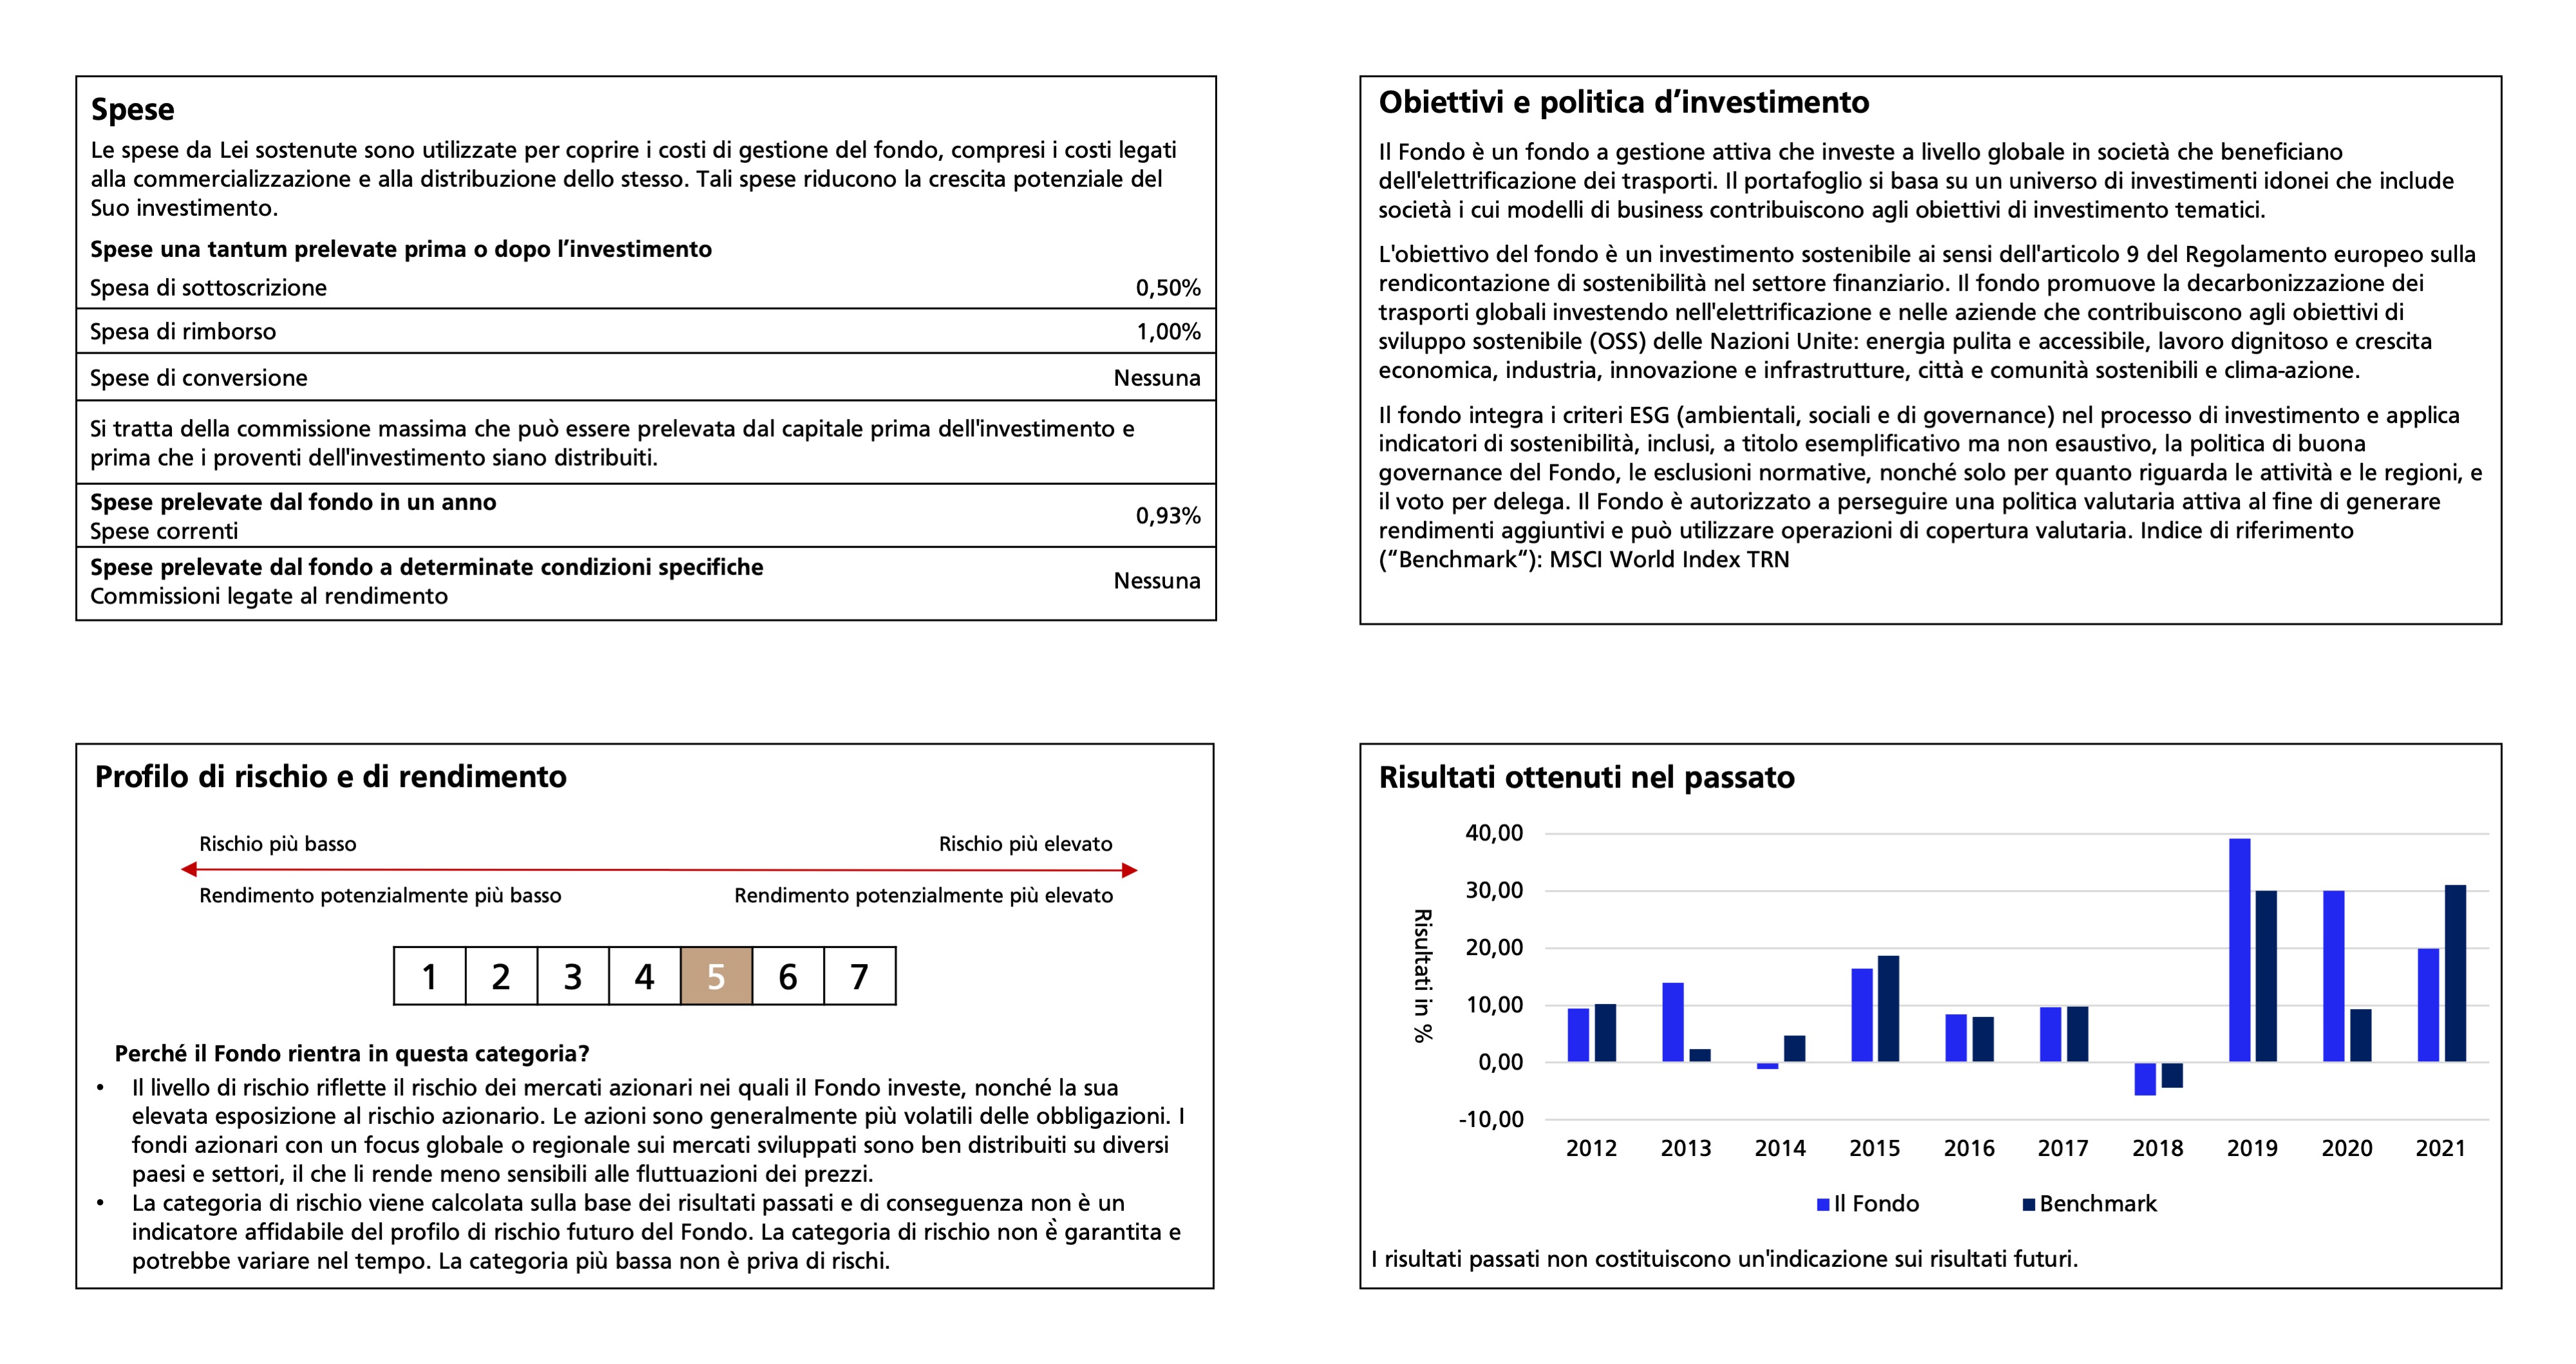 Spese
Le spese da Lei sostenute sono utilizzate per coprire i costi di gestione del fondo, compresi i costi legati
alla commercializzazione e alla distribuzione dello stesso. Tali spese riducono la crescita potenziale del
Suo investimento.
Spese una tantum prelevate prima o dopo l’investimento
Spesa di sottoscrizione 0,50%
Spesa di rimborso 1,00%
Spese di conversione Nessuna
Si tratta della commissione massima che può essere prelevata dal capitale prima dell'investimento e
prima che i proventi dell'investimento siano distribuiti.
Spese prelevate dal fondo in un anno
Spese correnti 0,93%
Spese prelevate dal fondo a determinate condizioni specifiche
Commissioni legate al rendimento Nessuna
Obiettivi e politica d’investimento
Il Fondo è un fondo a gestione attiva che investe a livello globale in società che beneficiano
dell'elettrificazione dei trasporti. Il portafoglio si basa su un universo di investimenti idonei che include
società i cui modelli di business contribuiscono agli obiettivi di investimento tematici.
L'obiettivo del fondo è un investimento sostenibile ai sensi dell'articolo 9 del Regolamento europeo sulla
rendicontazione di sostenibilità nel settore finanziario. Il fondo promuove la decarbonizzazione dei
trasporti globali investendo nell'elettrificazione e nelle aziende che contribuiscono agli obiettivi di
sviluppo sostenibile (OSS) delle Nazioni Unite: energia pulita e accessibile, lavoro dignitoso e crescita
economica, industria, innovazione e infrastrutture, città e comunità sostenibili e clima-azione.
Il fondo integra i criteri ESG (ambientali, sociali e di governance) nel processo di investimento e applica
indicatori di sostenibilità, inclusi, a titolo esemplificativo ma non esaustivo, la politica di buona
governance del Fondo, le esclusioni normative, nonché solo per quanto riguarda le attività e le regioni, e
il voto per delega. Il Fondo è autorizzato a perseguire una politica valutaria attiva al fine di generare
rendimenti aggiuntivi e può utilizzare operazioni di copertura valutaria. Indice di riferimento
(“Benchmark“): MSCI World Index TRN
Profilo di rischio e di rendimento
Rischio più basso Rischio più elevato
Rendimento potenzialmente più basso Rendimento potenzialmente più elevato
1 2 3 4 5 6 7
Perché il Fondo rientra in questa categoria?
• Il livello di rischio riflette il rischio dei mercati azionari nei quali il Fondo investe, nonché la sua
elevata esposizione al rischio azionario. Le azioni sono generalmente più volatili delle obbligazioni. I
fondi azionari con un focus globale o regionale sui mercati sviluppati sono ben distribuiti su diversi
paesi e settori, il che li rende meno sensibili alle fluttuazioni dei prezzi.
• La categoria di rischio viene calcolata sulla base dei risultati passati e di conseguenza non è un
indicatore affidabile del profilo di rischio futuro del Fondo. La categoria di rischio non è garantita e
potrebbe variare nel tempo. La categoria più bassa non è priva di rischi.
Risultati ottenuti nel passato
Risultati in %
40,00
30,00
20,00
10,00
0,00
-10,00
2012 2013 2014 2015 2016 2017 2018 2019 2020 2021
Il Fondo Benchmark
I risultati passati non costituiscono un'indicazione sui risultati futuri.